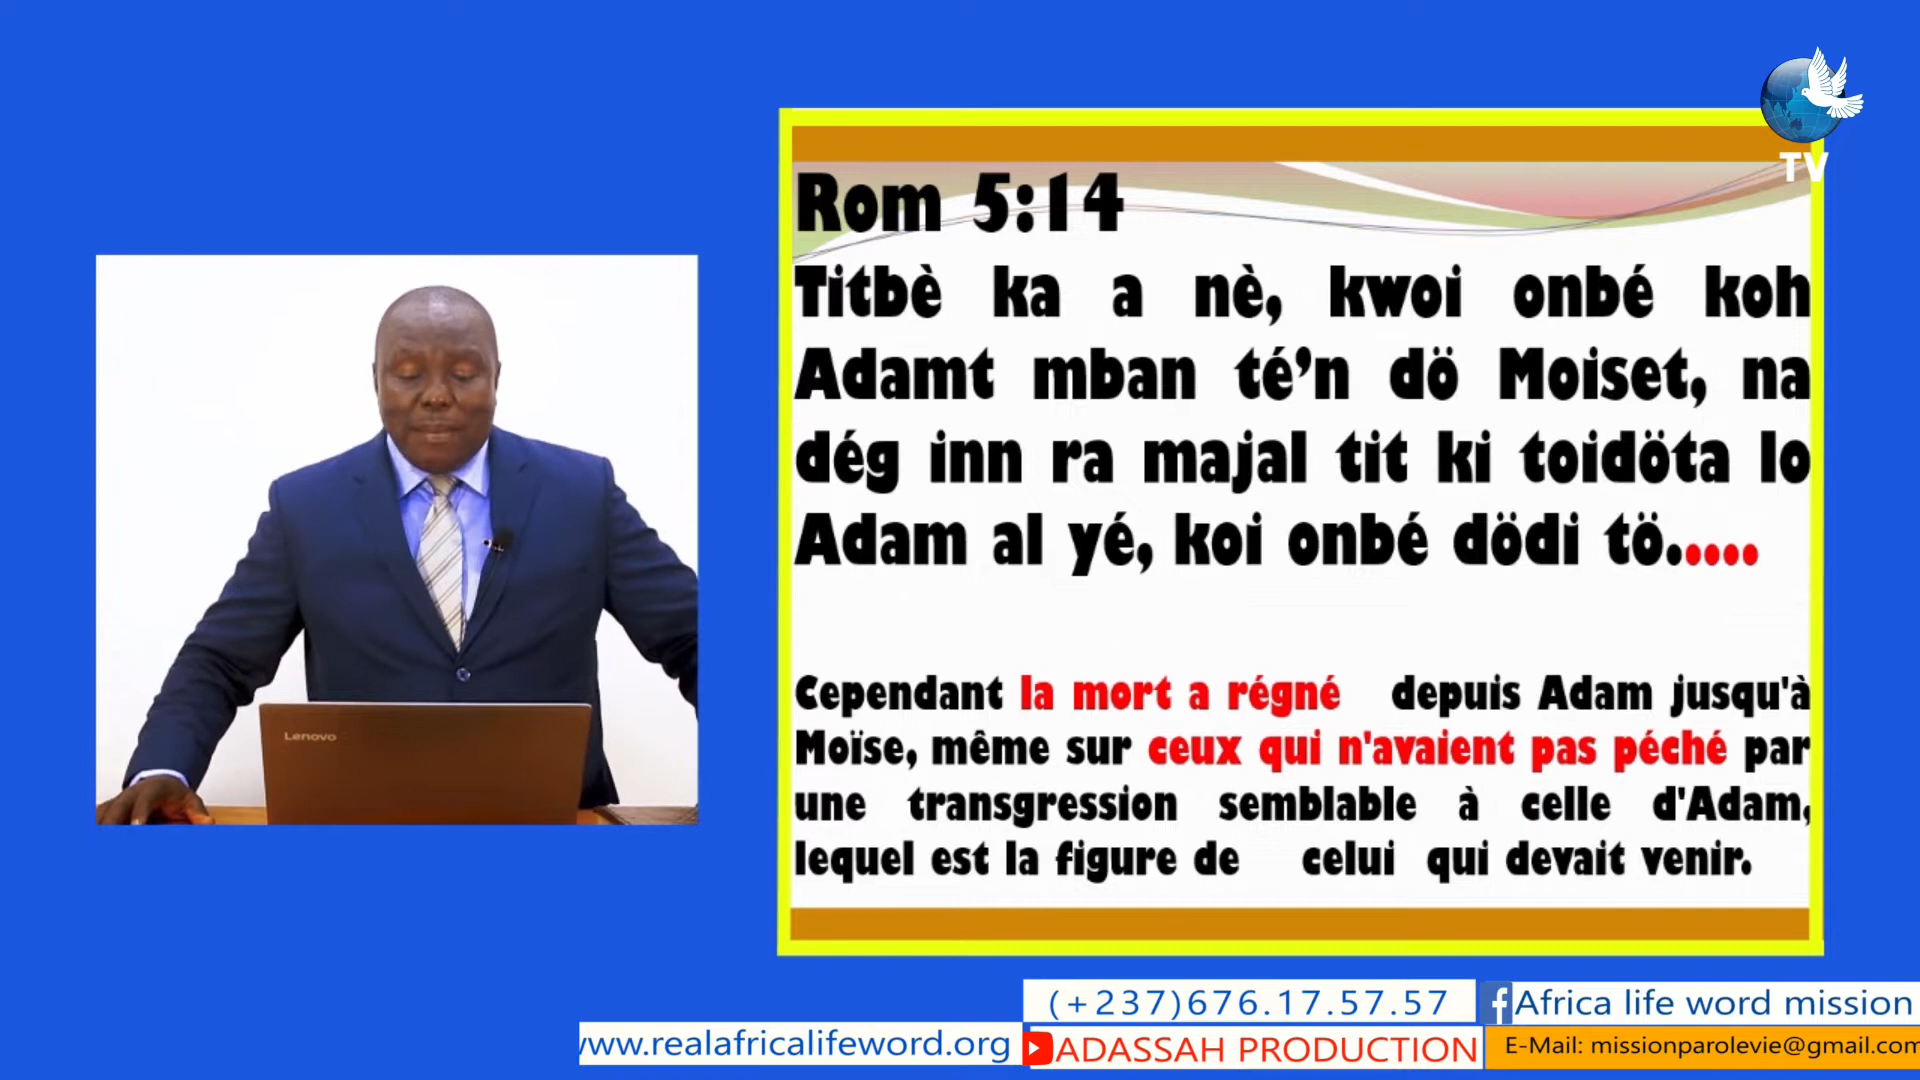 TV
Rom 5:14
Titbè ka a nè, kwoi onbé koh
Adamt mban té’n dö Moiset, na
dég inn ra majal tit ki toidöta lo
Adam al yé, koi onbé dödi tö.....
Cependant la mort a régné depuis Adam jusqu'à
Moïse, même sur ceux qui n'avaient pas péché par
une transgression semblable à celle d'Adam,
lequel est la figure de celui qui devait venir.
Lenovo
(+237)676.17.57.57
Africa life word mission
www.realafricalifeword.org
ADASSAH PRODUCTION
E-Mail: missionparolevie@gmail.com